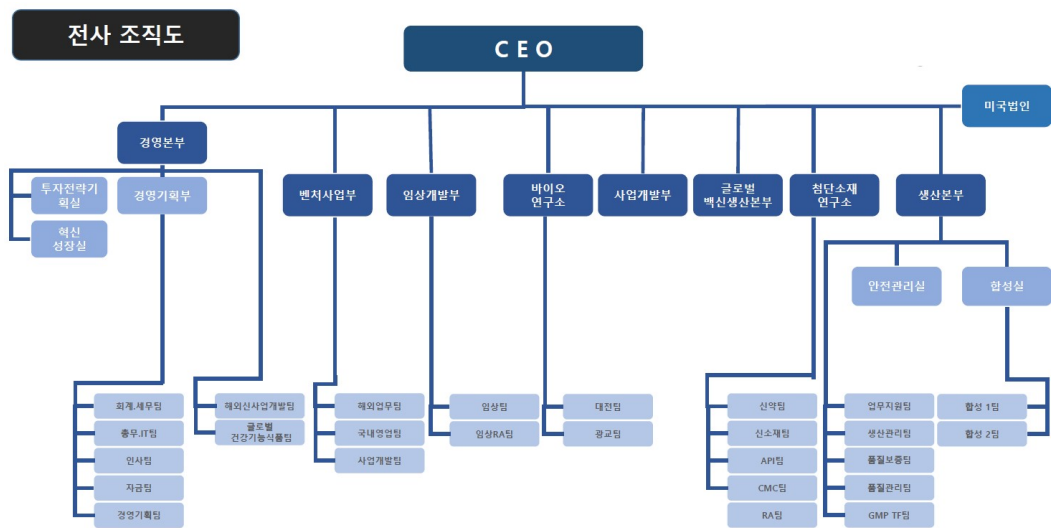 전사 조직도
C E O
미국법인
경영본부
투자전략기
획실
경영기획부
벤처사업부
임상개발부
바이오
연구소
사업개발부
글로벌
백신생산본부
첨단소재
연구소
생산본부
혁신
성장실
안전관리실
합성실
회계.세무팀
해외신사업개발팀
해외업무팀
임상팀
대전팀
신약팀
업무지원팀
합성 1팀
총무.IT팀
글로벌
건강기능식품팀
국내영업팀
임상RA팀
광교팀
신소재팀
생산관리팀
합성 2팀
인사팀
사업개발팀
API팀
품질보증팀
자금팀
CMC팀
품질관리팀
경영기획팀
RA팀
GMP TF팀